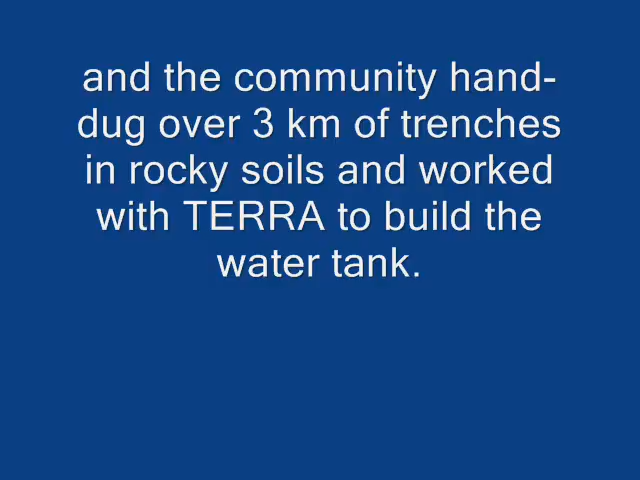 and the community hand-
dug over 3 km of trenches
in rocky soils and worked
with TERRA to build the
water tank.